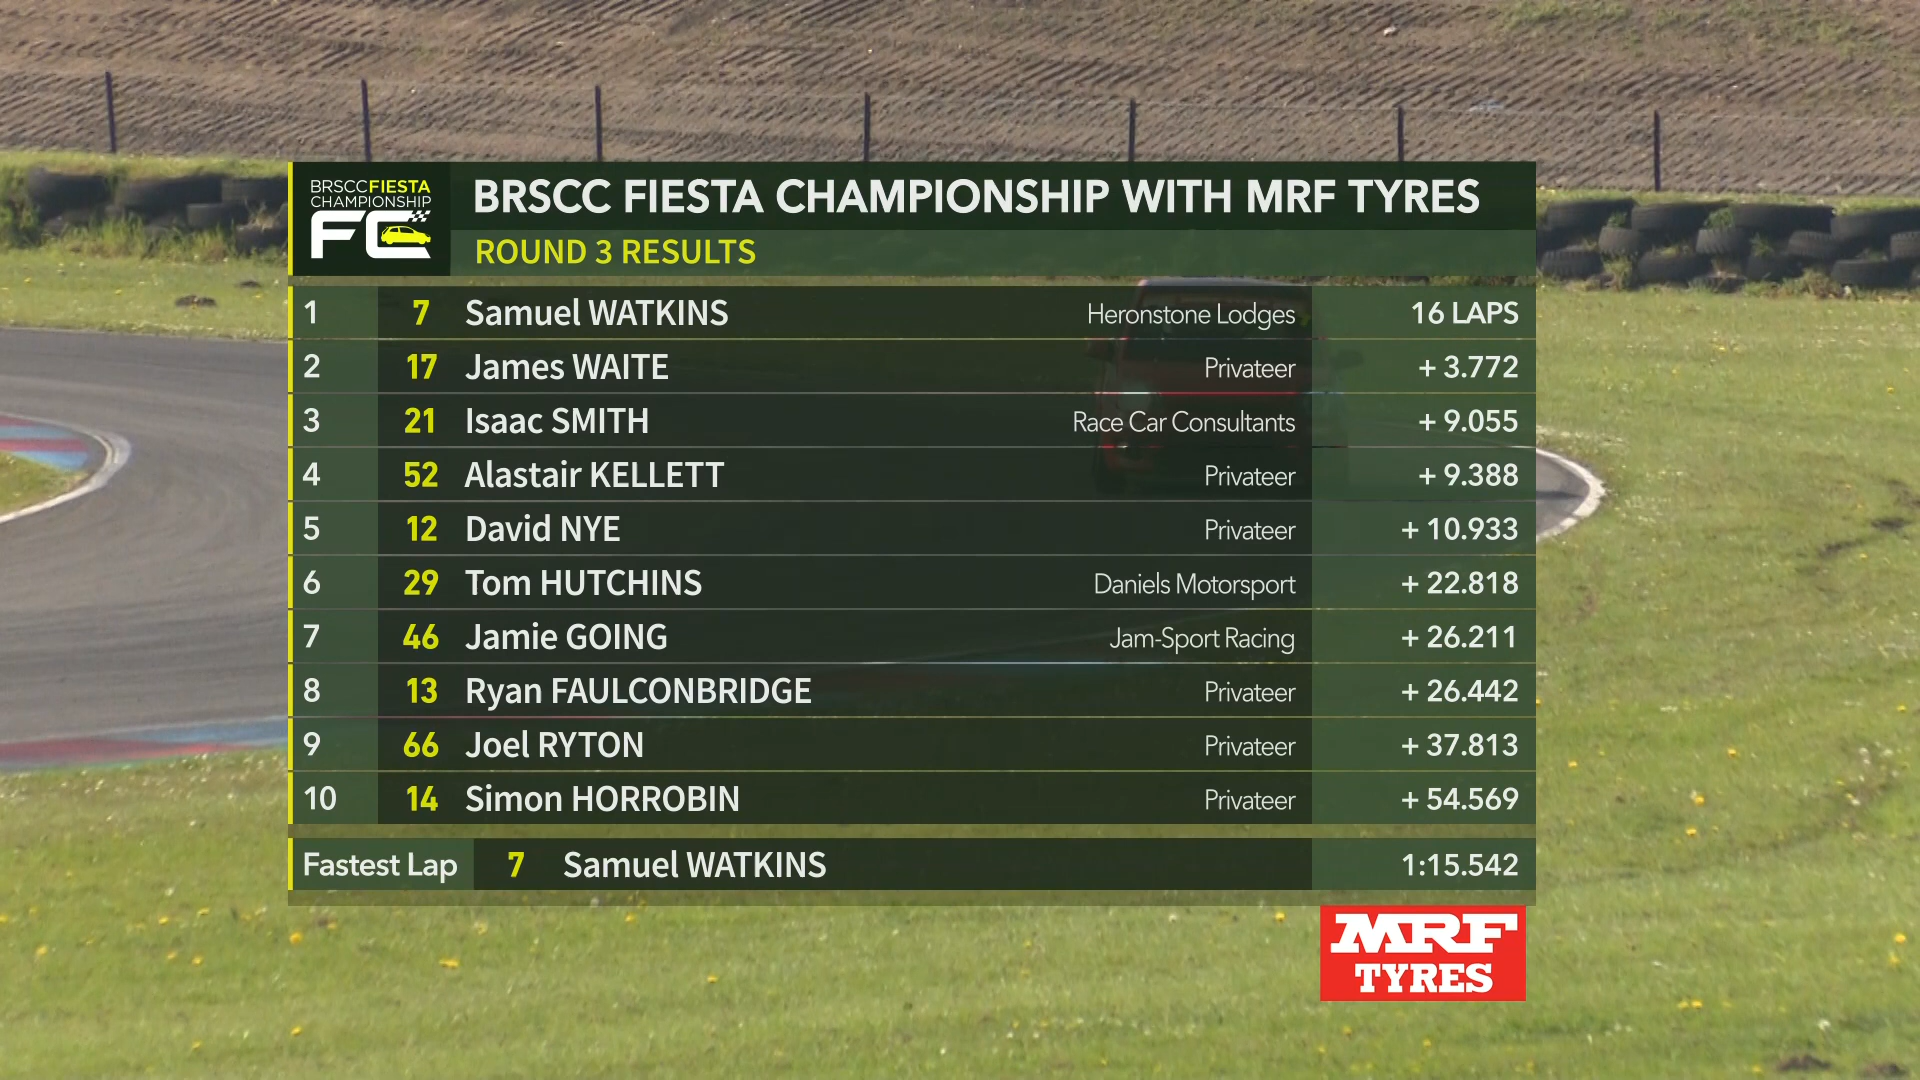 BRSCCFIESTA
CHAMPIONSHIP
FC
BRSCC FIESTA CHAMPIONSHIP WITH MRF TYRES
ROUND 3 RESULTS
1 7 Samuel WATKINS Heronstone Lodges 16 LAPS
2 17 James WAITE Privateer + 3.772
3 21 Isaac SMITH Race Car Consultants + 9.055
4 52 Alastair KELLETT Privateer + 9.388
5 12 David NYE Privateer + 10.933
6 29 Tom HUTCHINS Daniels Motorsport + 22.818
7 46 Jamie GOING Jam-Sport Racing + 26.211
8 13 Ryan FAULCONBRIDGE Privateer + 26.442
9 66 Joel RYTON Privateer + 37.813
10 14 Simon HORROBIN Privateer + 54.569
Fastest Lap 7 Samuel WATKINS 1:15.542
MRF
TYRES